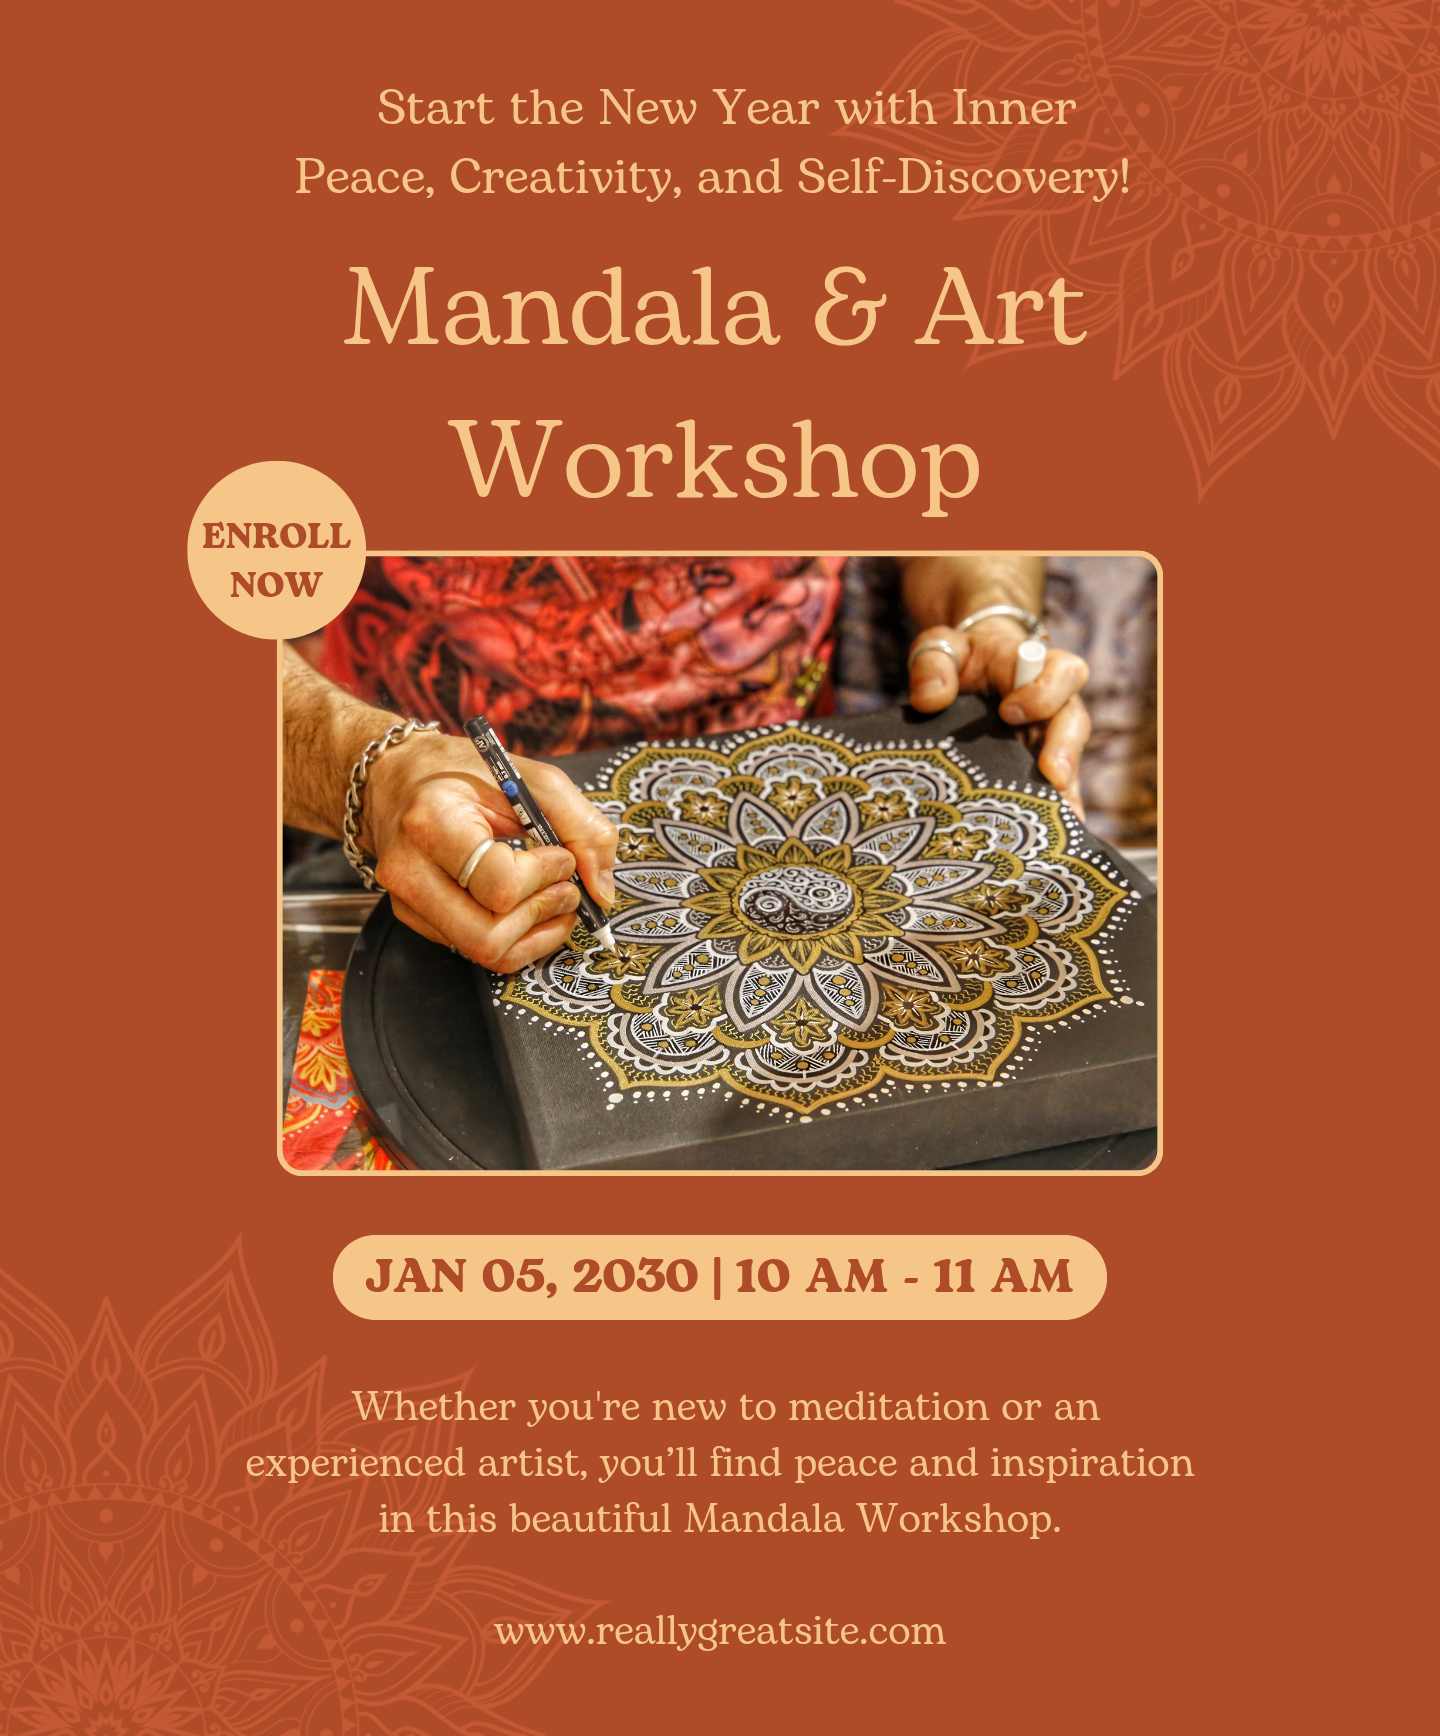 Start the New Year with Inner
Peace, Creativity, and Self-Discovery!
Mandala & Art
Workshop
ENROLL
NOW
JAN 05, 2030 | 10 AM - 11 AM
Whether you're new to meditation or an
experienced artist, you’ll find peace and inspiration
in this beautiful Mandala Workshop.
www.reallygreatsite.com